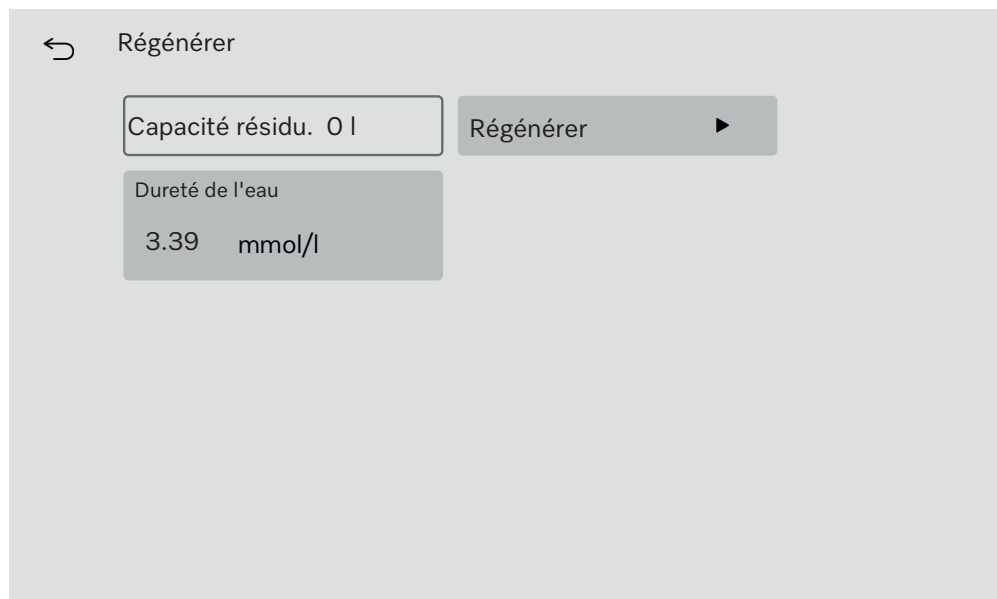 Régénérer
Capacité résidu. 0 l
Régénérer
Dureté de l'eau
3.39 mmol/l